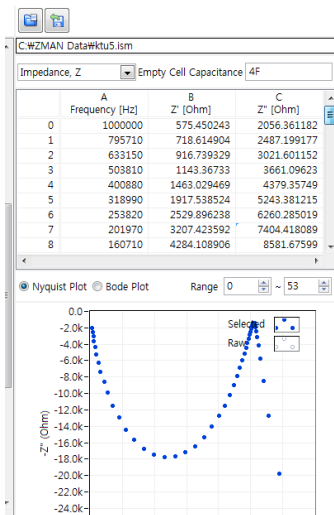 C:₩ZMAN Data₩ktu5.ism
Impedance, Z Empty Cell Capacitance 4F
A B C
Frequency [Hz] Z' [Ohm] Z" [Ohm]
0 1000000 575.450243 2056.361182
1 795710 718.614904 2487.199177
2 633150 916.739329 3021.601152
3 503810 1143.36733 3661.09623
4 400880 1463.029469 4379.35749
5 318990 1917.538524 5243.381215
6 253820 2529.896238 6260.285019
7 201970 3207.423592 7404.418089
8 160710 4284.108906 8581.67599
Nyquist Plot Bode Plot Range 0 ~ 53
Selected
Raw
0.0
-2.0k
-4.0k
-6.0k
-8.0k
-10.0k
-12.0k
-14.0k
-16.0k
-18.0k
-20.0k
-22.0k
-24.0k
-Z" (Ohm)